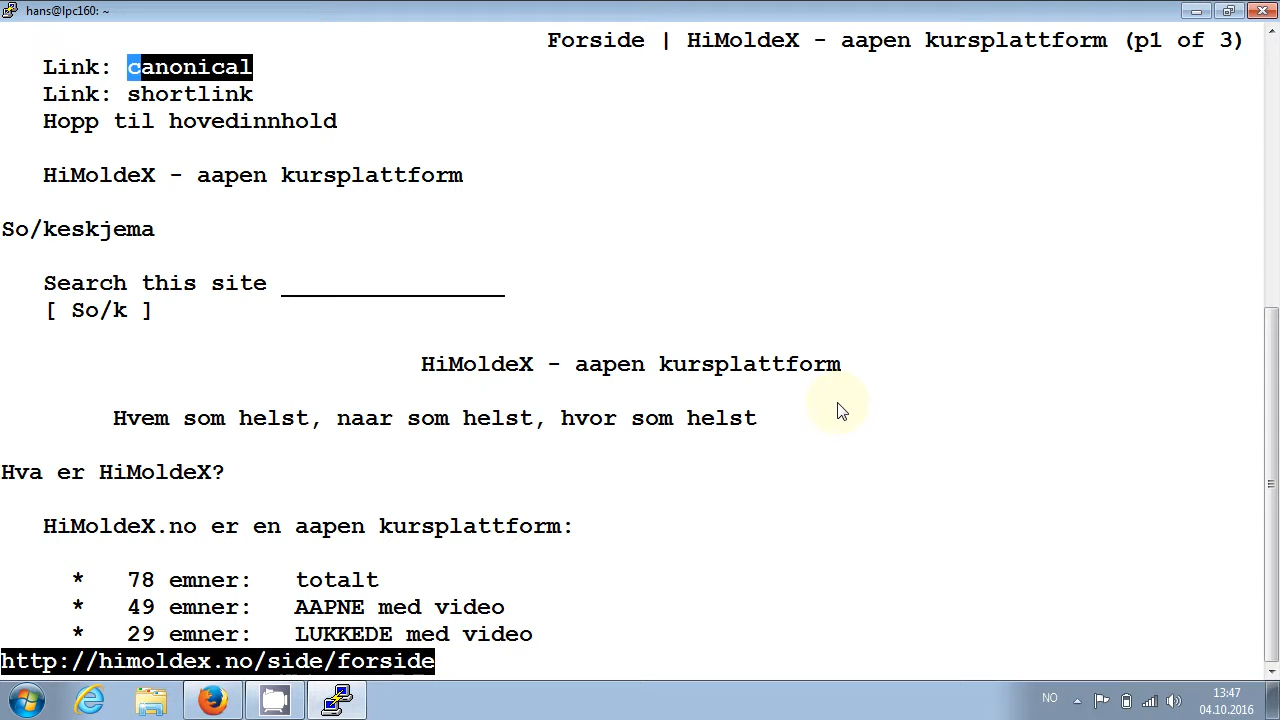 hans@lpc160: ~
Forside | HiMoldeX - aapen kursplattform (p1 of 3)
Link: canonical
Link: shortlink
Hopp til hovedinnhold
HiMoldeX - aapen kursplattform
So/keskjema
Search this site ________________
[ So/k ]
HiMoldeX - aapen kursplattform
Hvem som helst, naar som helst, hvor som helst
Hva er HiMoldeX?
HiMoldeX.no er en aapen kursplattform:
* 78 emner: totalt
* 49 emner: AAPNE med video
* 29 emner: LUKKEDE med video
http://himoldex.no/side/forside
NO
13:47
04.10.2016